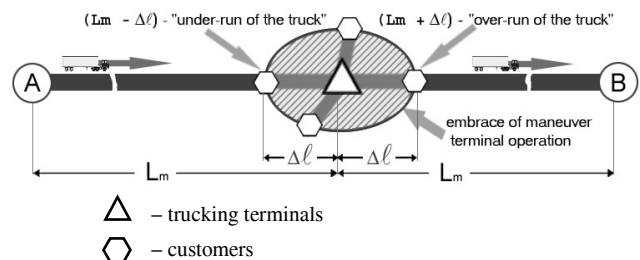 (Lm - Δℓ) - "under-run of the truck"
(Lm + Δℓ) - "over-run of the truck"
A
B
embrace of maneuver
terminal operation
Δℓ
Δℓ
Lm
Lm
– trucking terminals
– customers